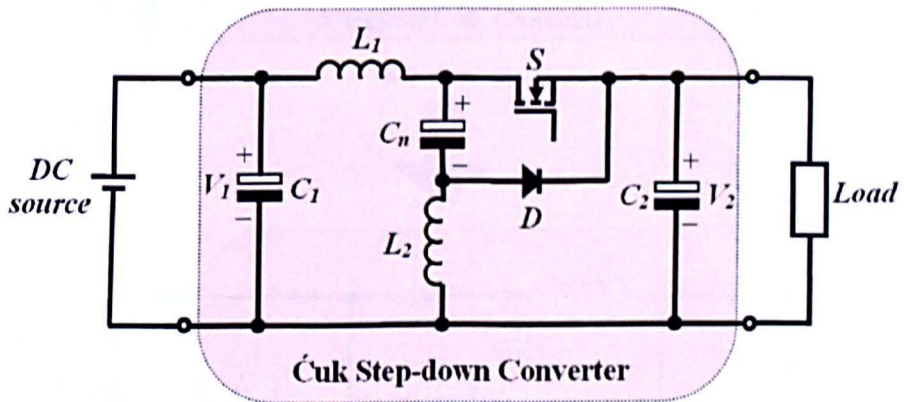 L1
S
+
Cn
−
DC
source
+
V1
C1
−
D
L2
+
C2
V2
−
Load
Ćuk Step-down Converter